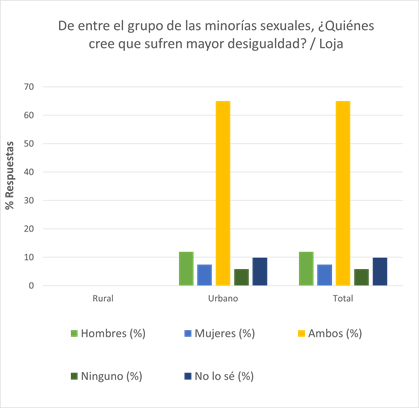 De entre el grupo de las minorías sexuales, ¿Quiénes
cree que sufren mayor desigualdad? / Loja
70
60
50
40
30
20
10
0
% Respuestas
Rural Urbano Total
Hombres (%) Mujeres (%) Ambos (%)
Ninguno (%) No lo sé (%)